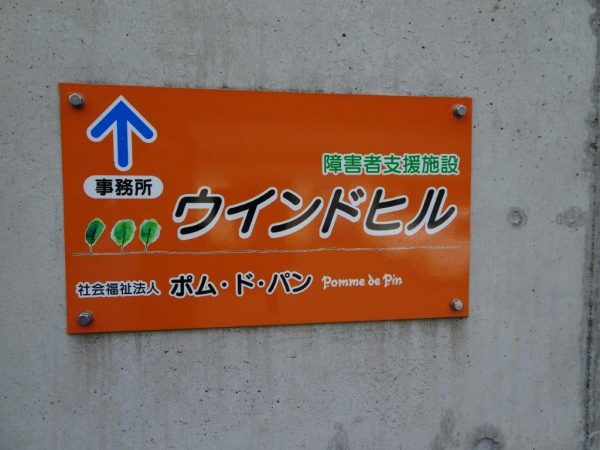 事務所
障害者支援施設
ウインドヒル
社会福祉法人 ポム・ド・パン Pomme de Pin